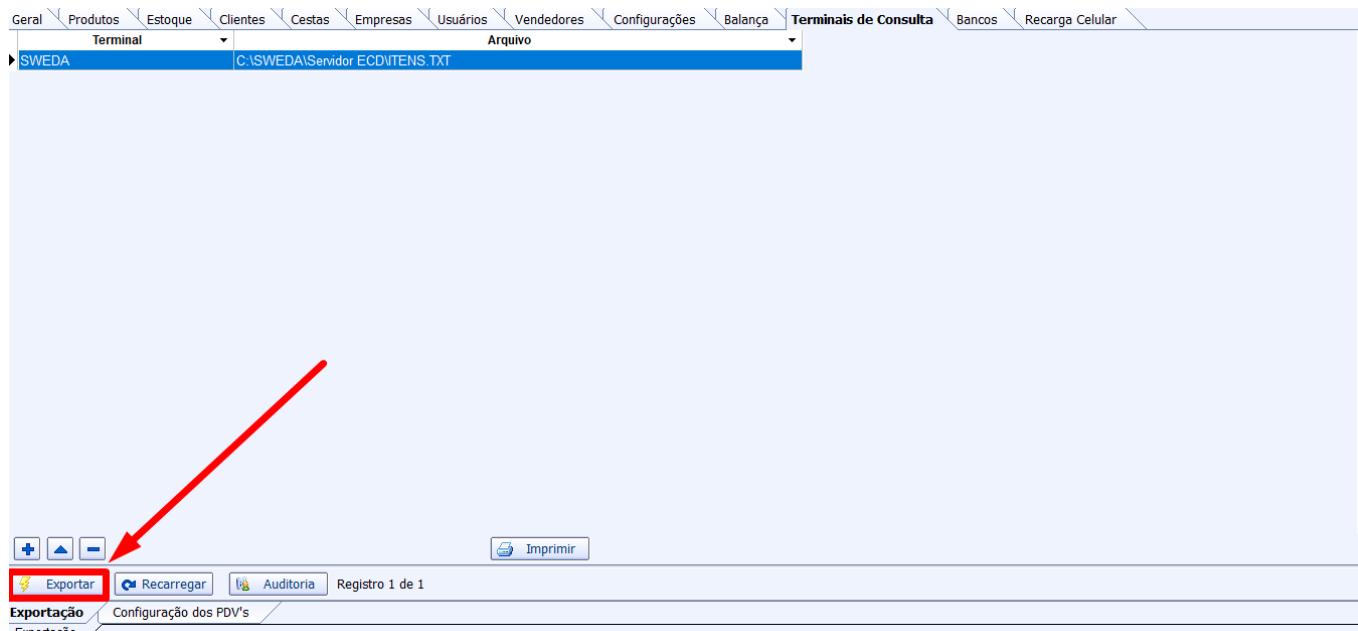 Geral Produtos Estoque Clientes Cestas Empresas Usuários Vendedores Configurações Balança Terminais de Consulta Bancos Recarga Celular
Terminal Arquivo
SWEDA C:\SWEDA\Servidor ECD\ITENS.TXT
Imprimir
Exportar Recarregar Auditoria Registro 1 de 1
Exportação Configuração dos PDV's
Exportação